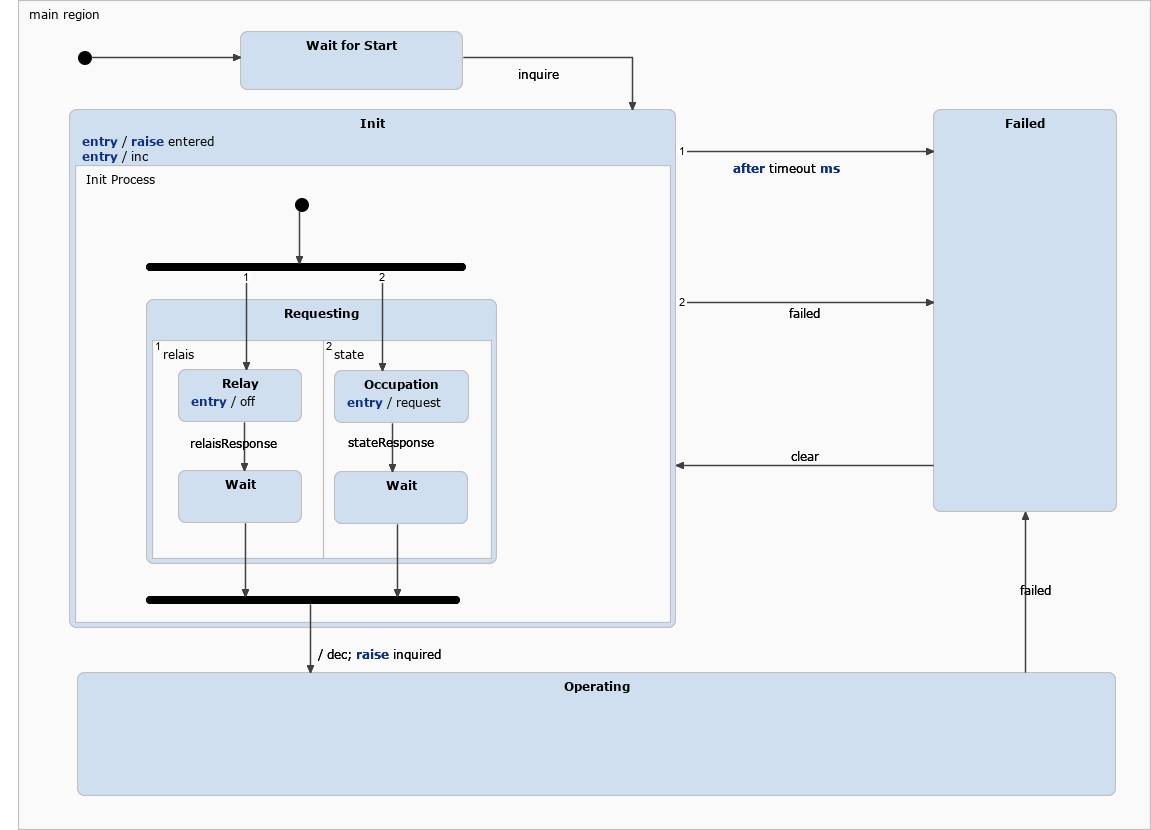 main region
Wait for Start
inquire
Init
entry / raise entered
entry / inc
Init Process
1
2
Requesting
1
relais
2
state
Relay
entry / off
Occupation
entry / request
relaisResponse
stateResponse
Wait
Wait
/ dec; raise inquired
1
after timeout ms
2
failed
clear
Failed
failed
Operating